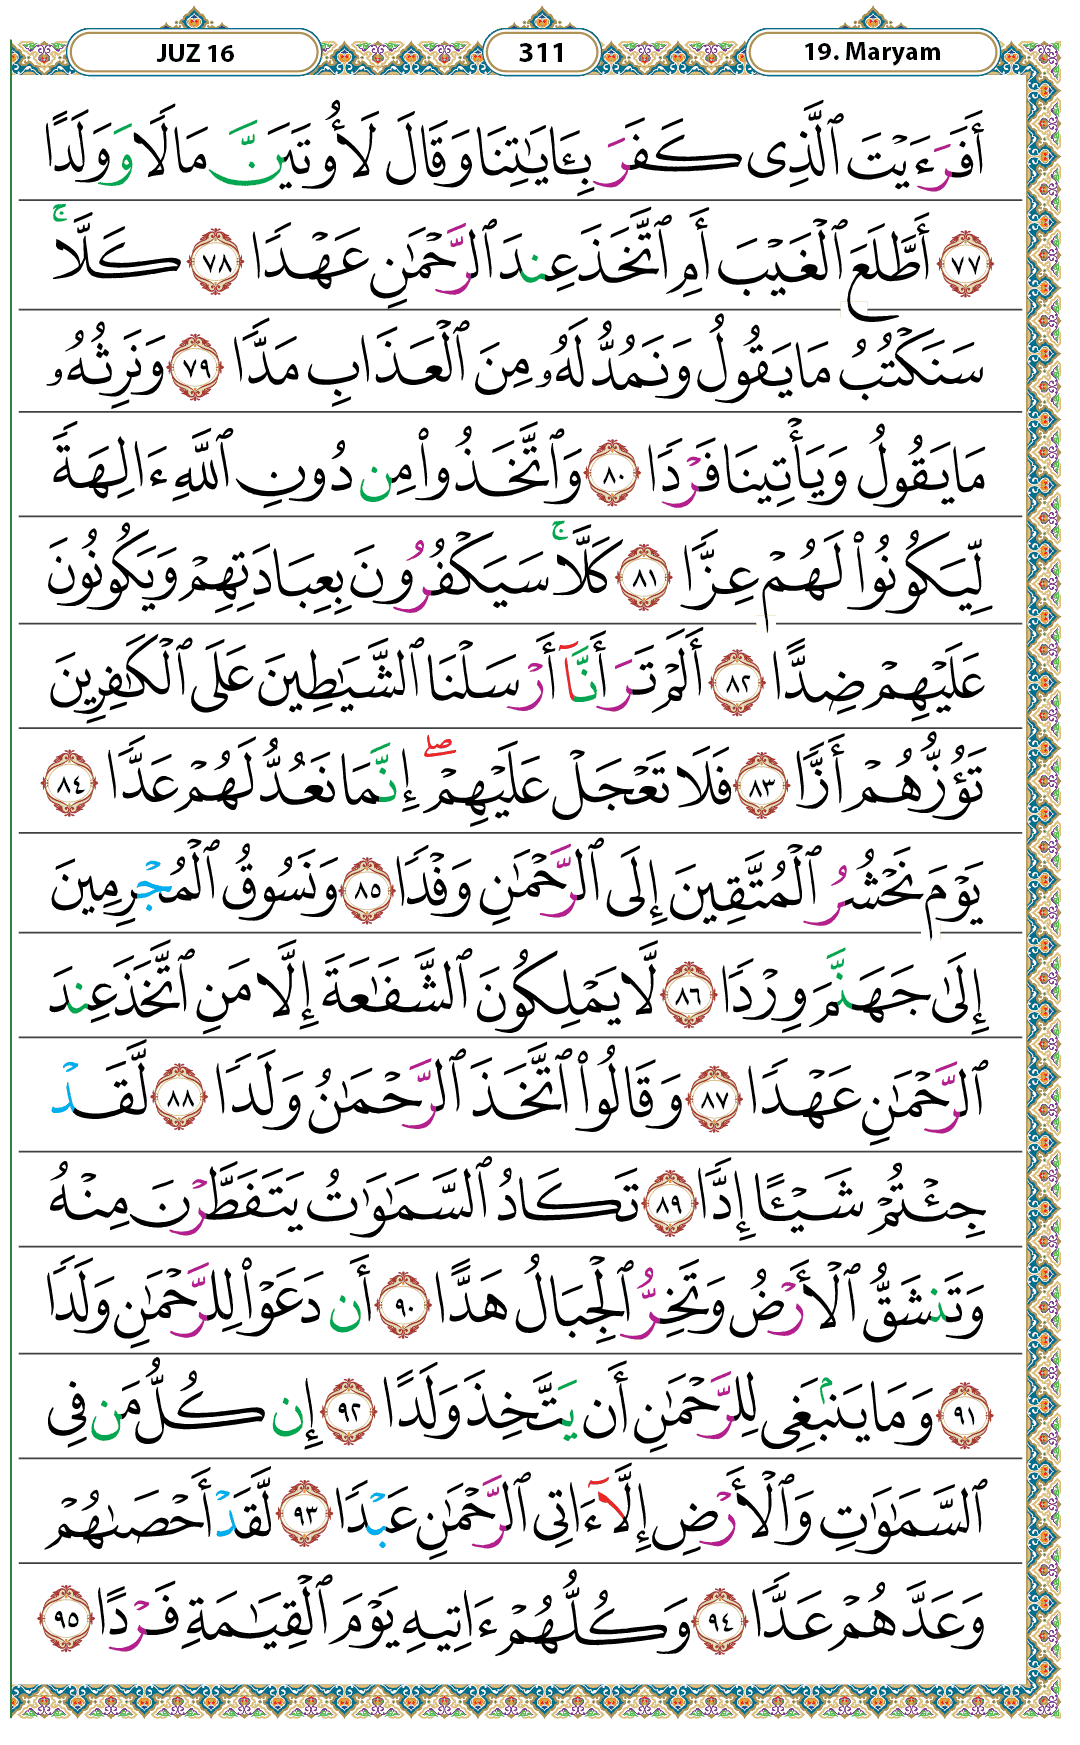 JUZ 16
311
19. Maryam
أَفَرَءَيْتَ ٱلَّذِى كَفَرَ بِـَٔايَـٰتِنَا وَقَالَ لَأُوتَيَنَّ مَالًا وَوَلَدًا
٧٧ أَطَّلَعَ ٱلْغَيْبَ أَمِ ٱتَّخَذَ عِندَ ٱلرَّحْمَـٰنِ عَهْدًا ٧٨ كَلَّا ۚ
سَنَكْتُبُ مَا يَقُولُ وَنَمُدُّ لَهُۥ مِنَ ٱلْعَذَابِ مَدًّا ٧٩ وَنَرِثُهُۥ
مَا يَقُولُ وَيَأْتِينَا فَرْدًا ٨٠ وَٱتَّخَذُوا۟ مِن دُونِ ٱللَّهِ ءَالِهَةً
لِّيَكُونُوا۟ لَهُمْ عِزًّا ٨١ كَلَّا ۚ سَيَكْفُرُونَ بِعِبَادَتِهِمْ وَيَكُونُونَ
عَلَيْهِمْ ضِدًّا ٨٢ أَلَمْ تَرَ أَنَّآ أَرْسَلْنَا ٱلشَّيَـٰطِينَ عَلَى ٱلْكَـٰفِرِينَ
تَؤُزُّهُمْ أَزًّا ٨٣ فَلَا تَعْجَلْ عَلَيْهِمْ ۖ إِنَّمَا نَعُدُّ لَهُمْ عَدًّا ٨٤
يَوْمَ نَحْشُرُ ٱلْمُتَّقِينَ إِلَى ٱلرَّحْمَـٰنِ وَفْدًا ٨٥ وَنَسُوقُ ٱلْمُجْرِمِينَ
إِلَىٰ جَهَنَّمَ وِرْدًا ٨٦ لَّا يَمْلِكُونَ ٱلشَّفَـٰعَةَ إِلَّا مَنِ ٱتَّخَذَ عِندَ
ٱلرَّحْمَـٰنِ عَهْدًا ٨٧ وَقَالُوا۟ ٱتَّخَذَ ٱلرَّحْمَـٰنُ وَلَدًا ٨٨ لَّقَدْ
جِئْتُمْ شَيْـًٔا إِدًّا ٨٩ تَكَادُ ٱلسَّمَـٰوَٰتُ يَتَفَطَّرْنَ مِنْهُ
وَتَنشَقُّ ٱلْأَرْضُ وَتَخِرُّ ٱلْجِبَالُ هَدًّا ٩٠ أَن دَعَوْا۟ لِلرَّحْمَـٰنِ وَلَدًا
٩١ وَمَا يَنۢبَغِى لِلرَّحْمَـٰنِ أَن يَتَّخِذَ وَلَدًا ٩٢ إِن كُلُّ مَن فِى
ٱلسَّمَـٰوَٰتِ وَٱلْأَرْضِ إِلَّآ ءَاتِى ٱلرَّحْمَـٰنِ عَبْدًا ٩٣ لَّقَدْ أَحْصَىٰهُمْ
وَعَدَّهُمْ عَدًّا ٩٤ وَكُلُّهُمْ ءَاتِيهِ يَوْمَ ٱلْقِيَـٰمَةِ فَرْدًا ٩٥